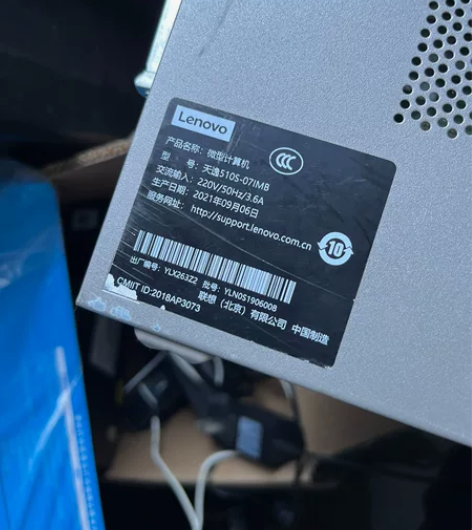 Lenovo
产品名称：微型计算机
型 号：天逸510S-07IMB
交流输入：220V/50Hz/3.6A
生产日期：2021年09月06日
服务网址：http://support.lenovo.com.cn
CCC
10
出厂编号：YLX263Z2 批号：YLN0S190600B
CMIIT ID:2018AP3073
联想（北京）有限公司 中国制造